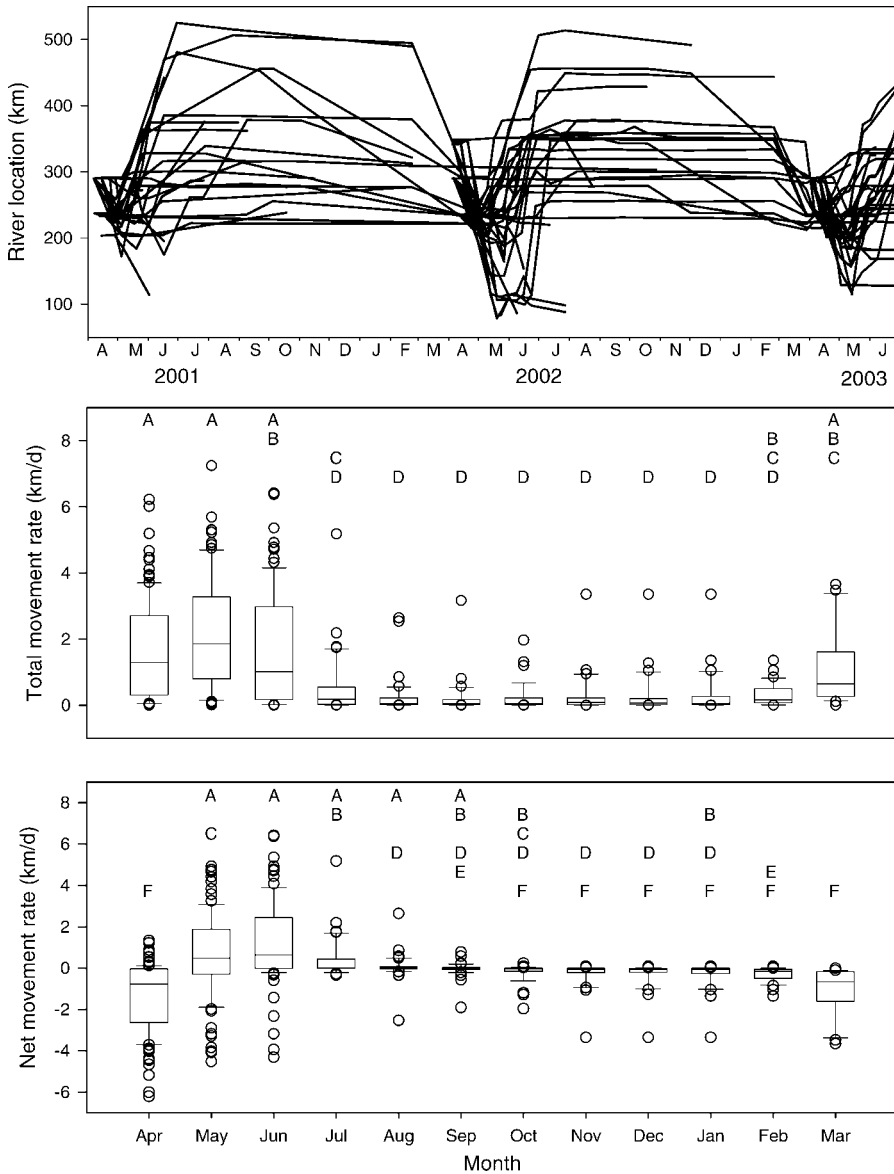 River location (km)
500
400
300
200
100
A M J J A S O N D J F M A M J J A S O N D J F M A M J
2001 2002 2003
Total movement rate (km/d)
8
6
4
2
0
A A A A
B B B
C B C
D D D D D D D C
D
Net movement rate (km/d)
8
6
4
2
0
-2
-4
-6
A A A A A
C B B B B
C
D D D D D D
E E
F F F F F F F
Apr May Jun Jul Aug Sep Oct Nov Dec Jan Feb Mar
Month